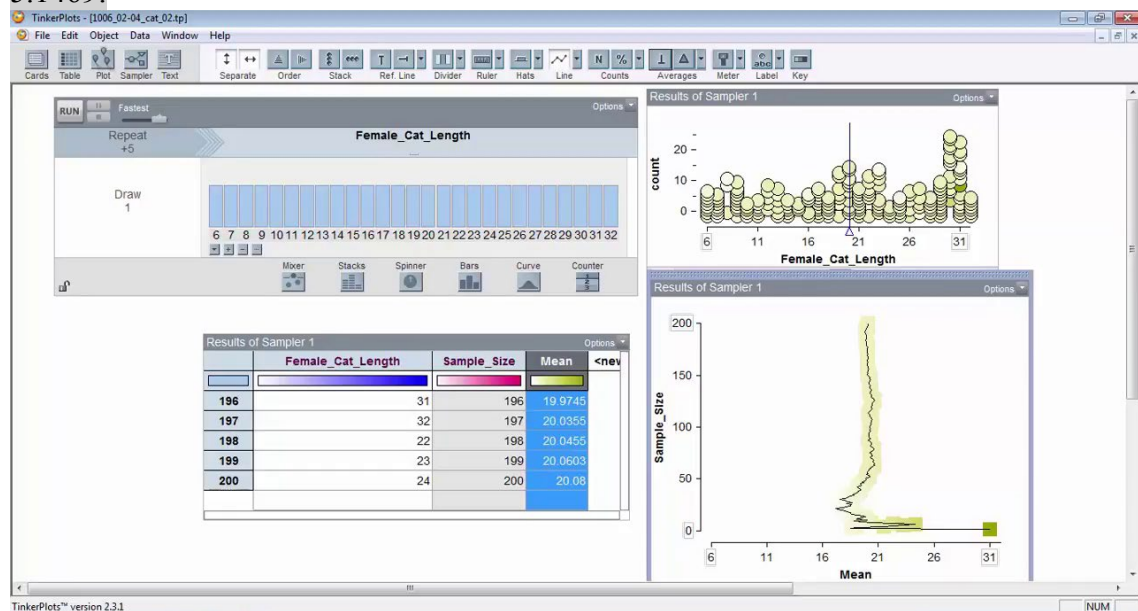 TinkerPlots - [1006_02-04_cat_02.tp]
File Edit Object Data Window Help
Cards Table Plot Sampler Text Separate Order Stack Ref. Line Divider Ruler Hats Line Counts Averages Meter Label Key
RUN Fastest Options
Repeat
+5
Female_Cat_Length
Draw
1
6 7 8 9 10 11 12 13 14 15 16 17 18 19 20 21 22 23 24 25 26 27 28 29 30 31 32
Mixer Stacks Spinner Bars Curve Counter
Results of Sampler 1 Options
count
20
10
0
6 11 16 21 26 31
Female_Cat_Length
Results of Sampler 1 Options
Female_Cat_Length Sample_Size Mean <new
196 31 196 19.9745
197 32 197 20.0355
198 22 198 20.0455
199 23 199 20.0603
200 24 200 20.08
Results of Sampler 1 Options
Sample_Size
200
150
100
50
0
6 11 16 21 26 31
Mean
TinkerPlots™ version 2.3.1 NUM